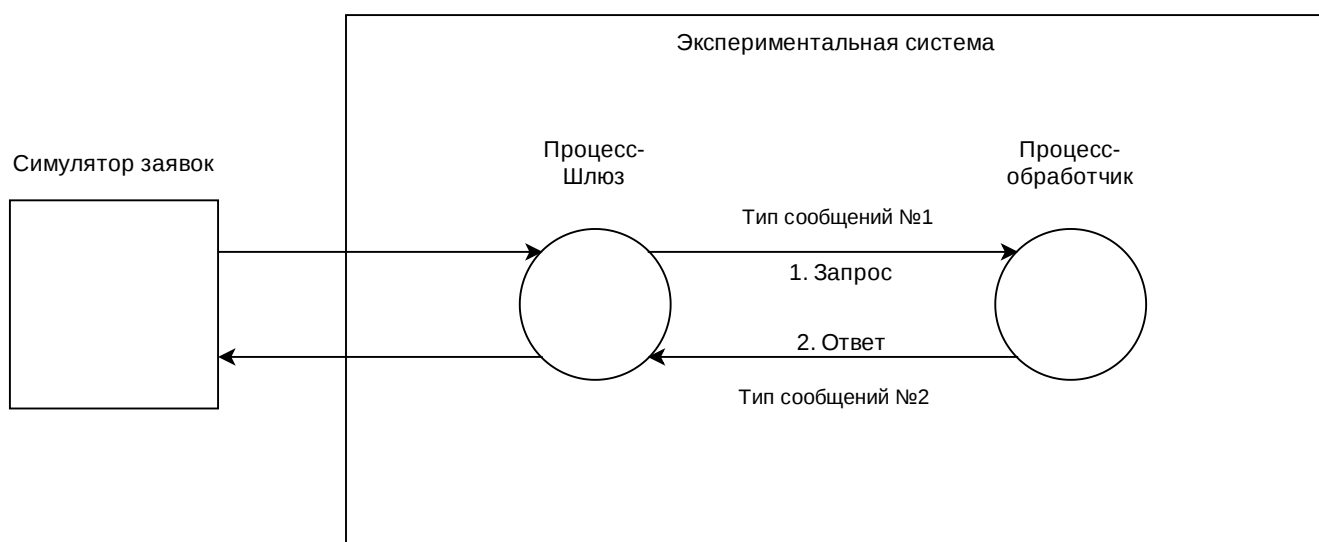 Экспериментальная система
Симулятор заявок
Процесс-
Шлюз
Процесс-
обработчик
Тип сообщений №1
1. Запрос
2. Ответ
Тип сообщений №2